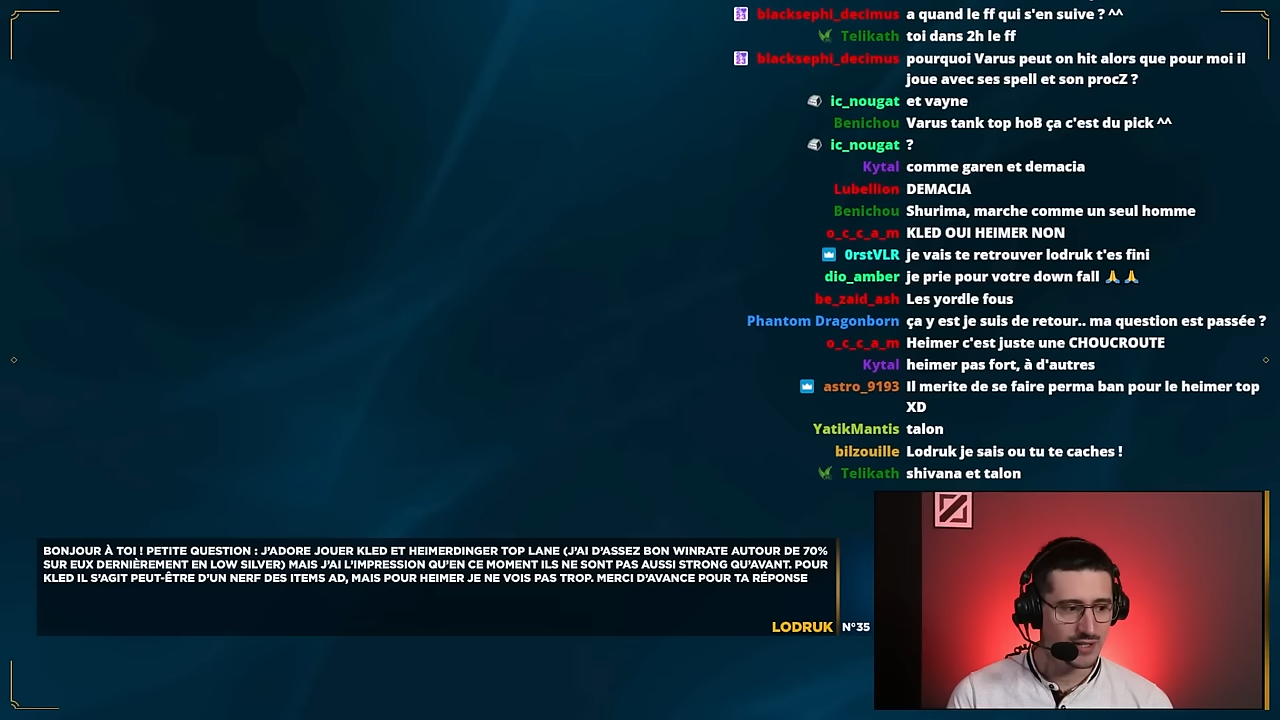 blacksephi_decimus a quand le ff qui s'en suive ? ^^
Telikath toi dans 2h le ff
blacksephi_decimus pourquoi Varus peut on hit alors que pour moi il
joue avec ses spell et son procZ ?
ic_nougat et vayne
Benichou Varus tank top hoB ça c'est du pick ^^
ic_nougat ?
Kytal comme garen et demacia
Lubellion DEMACIA
Benichou Shurima, marche comme un seul homme
o_c_c_a_m KLED OUI HEIMER NON
0rstVLR je vais te retrouver lodruk t'es fini
dio_amber je prie pour votre down fall 🙏 🙏
be_zaid_ash Les yordle fous
Phantom Dragonborn ça y est je suis de retour.. ma question est passée ?
o_c_c_a_m Heimer c'est juste une CHOUCROUTE
Kytal heimer pas fort, à d'autres
astro_9193 Il merite de se faire perma ban pour le heimer top
XD
YatikMantis talon
bilzouille Lodruk je sais ou tu te caches !
Telikath shivana et talon
BONJOUR À TOI ! PETITE QUESTION : J'ADORE JOUER KLED ET HEIMERDINGER TOP LANE (J'AI D'ASSEZ BON WINRATE AUTOUR DE 70%
SUR EUX DERNIÈREMENT EN LOW SILVER) MAIS J'AI L'IMPRESSION QU'EN CE MOMENT ILS NE SONT PAS AUSSI STRONG QU'AVANT. POUR
KLED IL S'AGIT PEUT-ÊTRE D'UN NERF DES ITEMS AD, MAIS POUR HEIMER JE NE VOIS PAS TROP. MERCI D'AVANCE POUR TA RÉPONSE
LODRUK N°35